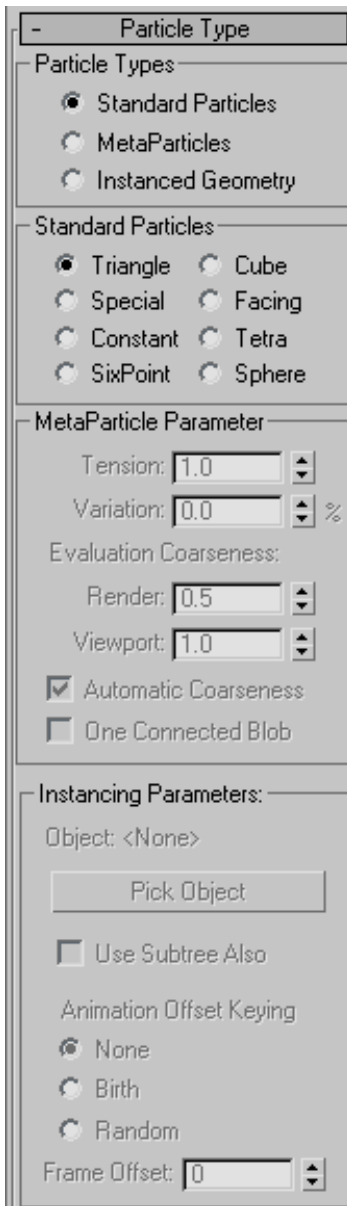 - Particle Type
Particle Types
Standard Particles
MetaParticles
Instanced Geometry
Standard Particles
Triangle Cube
Special Facing
Constant Tetra
SixPoint Sphere
MetaParticle Parameter
Tension: 1.0
Variation: 0.0 %
Evaluation Coarseness:
Render: 0.5
Viewport: 1.0
Automatic Coarseness
One Connected Blob
Instancing Parameters:
Object: <None>
Pick Object
Use Subtree Also
Animation Offset Keying
None
Birth
Random
Frame Offset: 0